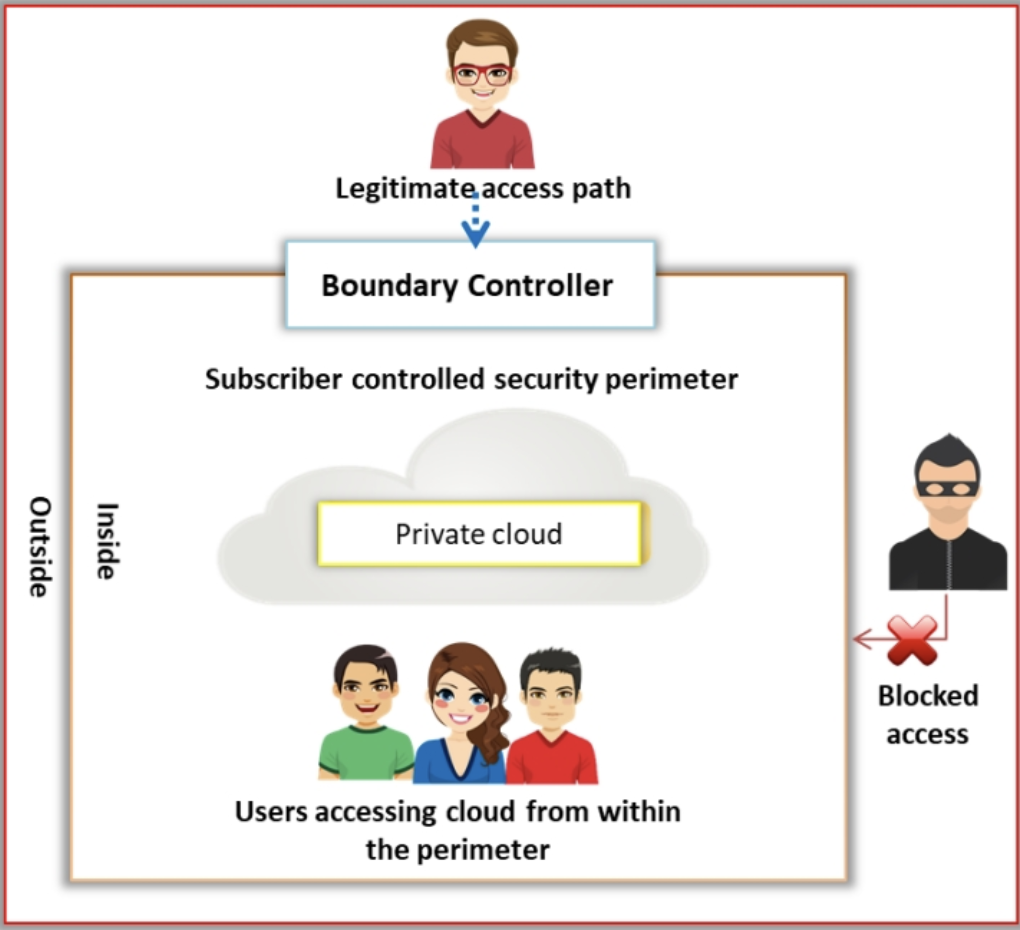 Legitimate access path
Boundary Controller
Subscriber controlled security perimeter
Outside
Inside
Private cloud
Blocked
access
Users accessing cloud from within
the perimeter